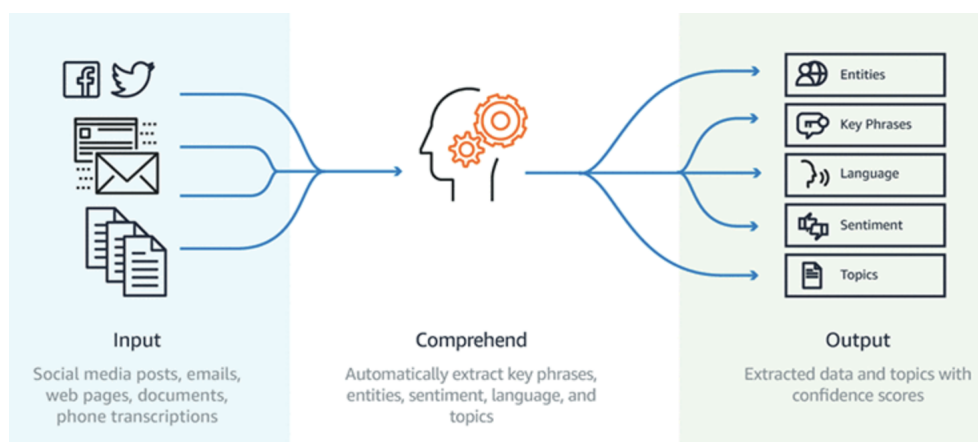 Entities
Key Phrases
Language
Sentiment
Topics
Input
Social media posts, emails,
web pages, documents,
phone transcriptions
Comprehend
Automatically extract key phrases,
entities, sentiment, language, and
topics
Output
Extracted data and topics with
confidence scores